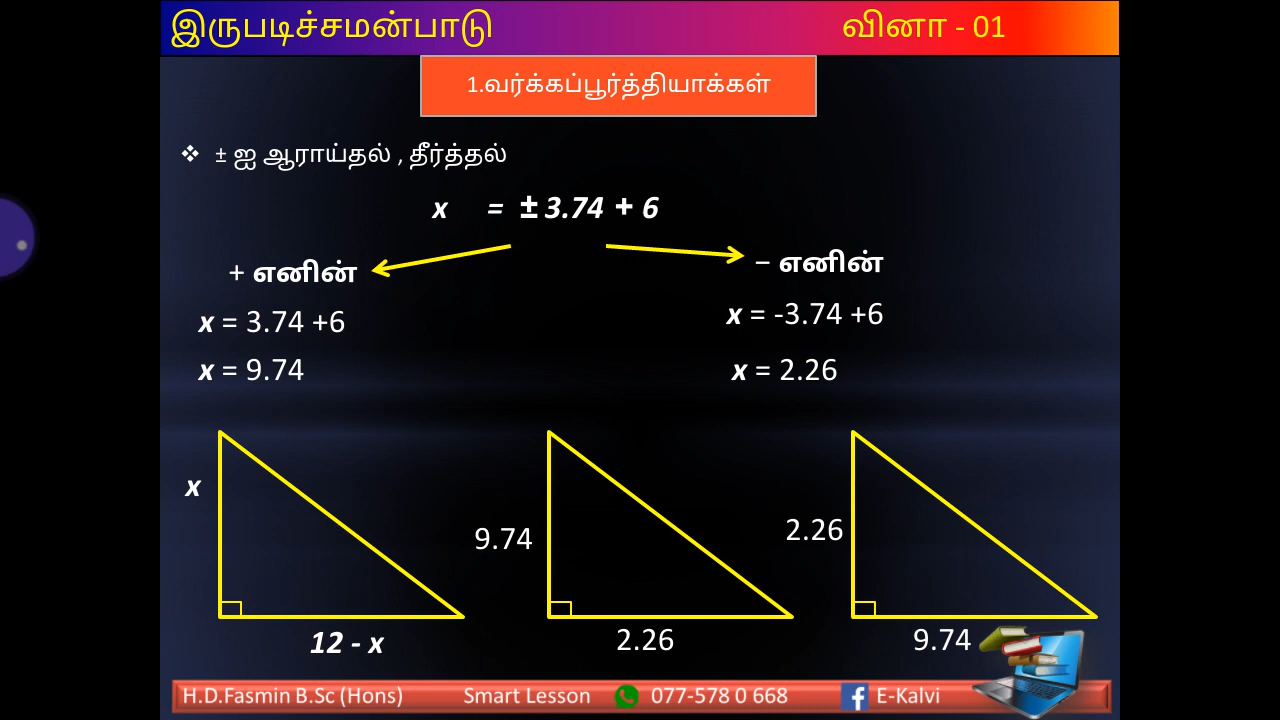 இருபடிச்சமன்பாடு வினா - 01
1.வர்க்கப்பூர்த்தியாக்கள்
❖ ± ஐ ஆராய்தல் , தீர்த்தல்
x = ± 3.74 + 6
+ எனின் − எனின்
x = 3.74 +6 x = -3.74 +6
x = 9.74 x = 2.26
x
9.74
2.26
12 - x
2.26
9.74
H.D.Fasmin B.Sc (Hons) Smart Lesson 077-578 0 668 E-Kalvi